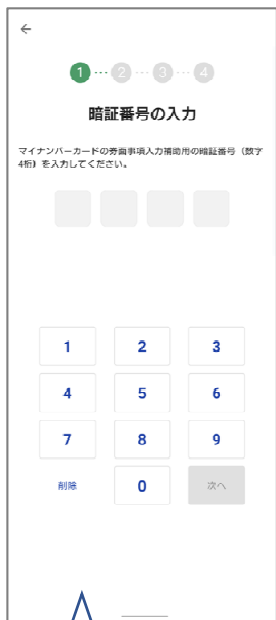 1 2 3 4
暗証番号の入力
マイナンバーカードの券面事項入力補助用の暗証番号（数字
4桁）を入力してください。
1 2 3
4 5 6
7 8 9
削除 0 次へ